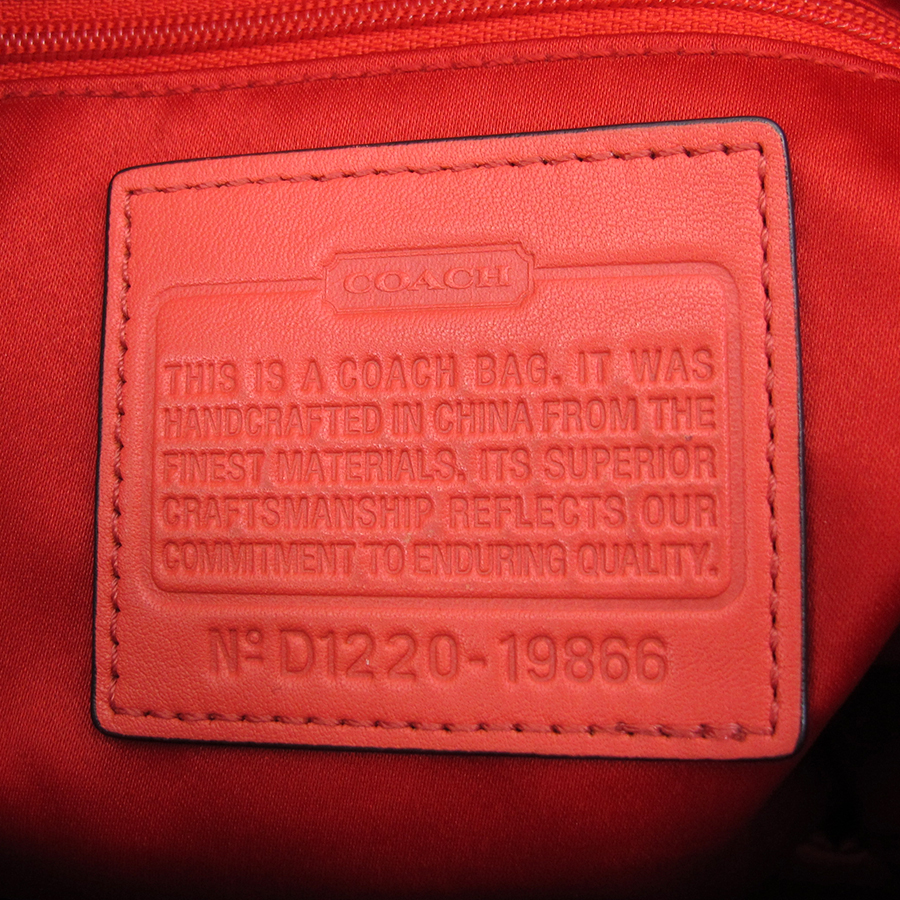 COACH
THIS IS A COACH BAG. IT WAS
HANDCRAFTED IN CHINA FROM THE
FINEST MATERIALS. ITS SUPERIOR
CRAFTSMANSHIP REFLECTS OUR
COMMITMENT TO ENDURING QUALITY.
Nº D1220-19866